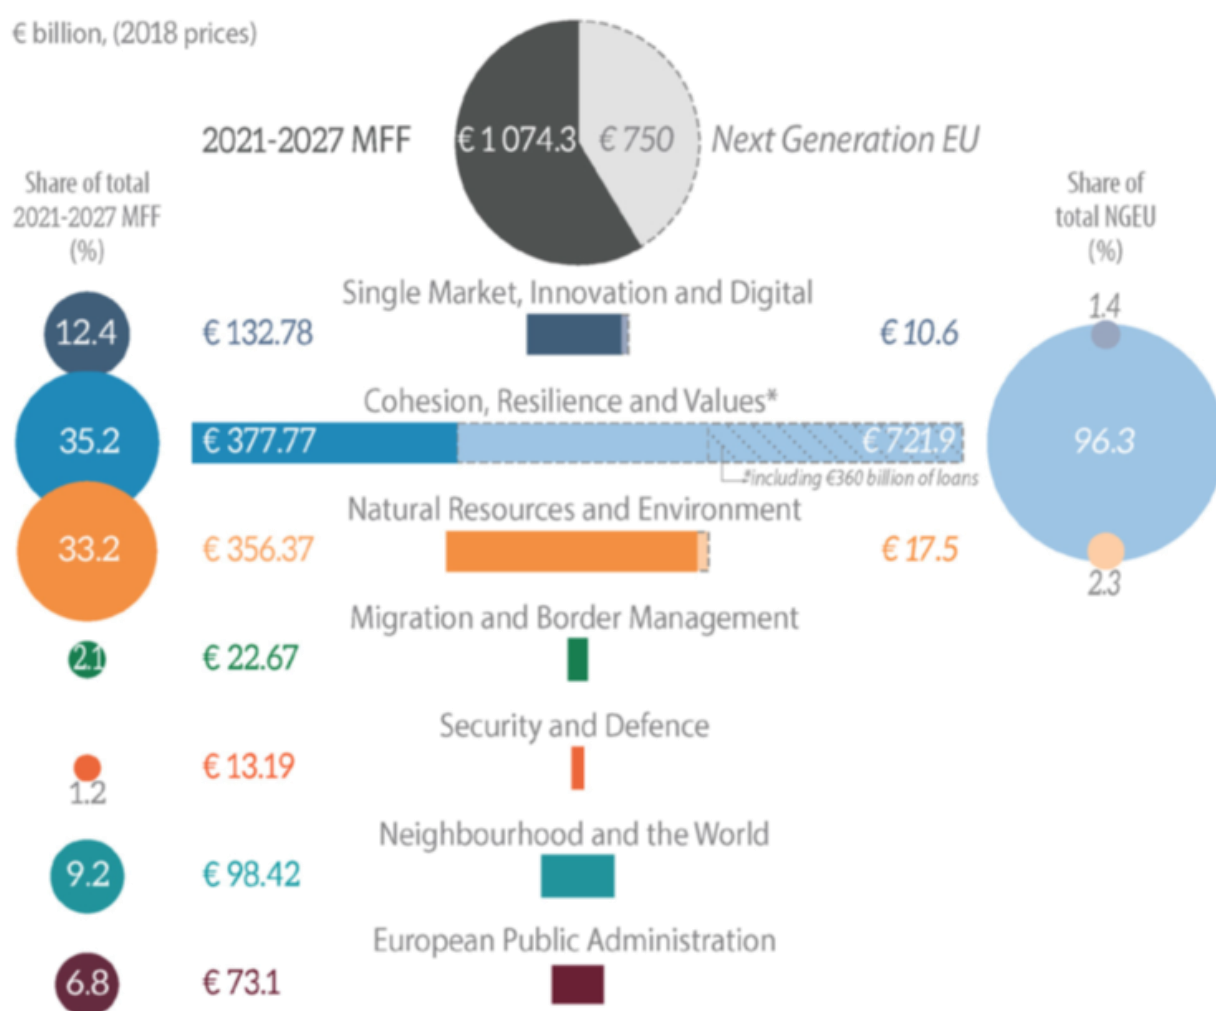 € billion, (2018 prices)
2021-2027 MFF
€ 1 074.3
€ 750
Next Generation EU
Share of total
2021-2027 MFF
(%)
Share of
total NGEU
(%)
Single Market, Innovation and Digital
12.4
€ 132.78
€ 10.6
1.4
Cohesion, Resilience and Values*
35.2
€ 377.77
€ 721.9
96.3
*including €360 billion of loans
Natural Resources and Environment
33.2
€ 356.37
€ 17.5
2.3
Migration and Border Management
2.1
€ 22.67
Security and Defence
€ 13.19
1.2
Neighbourhood and the World
9.2
€ 98.42
European Public Administration
6.8
€ 73.1